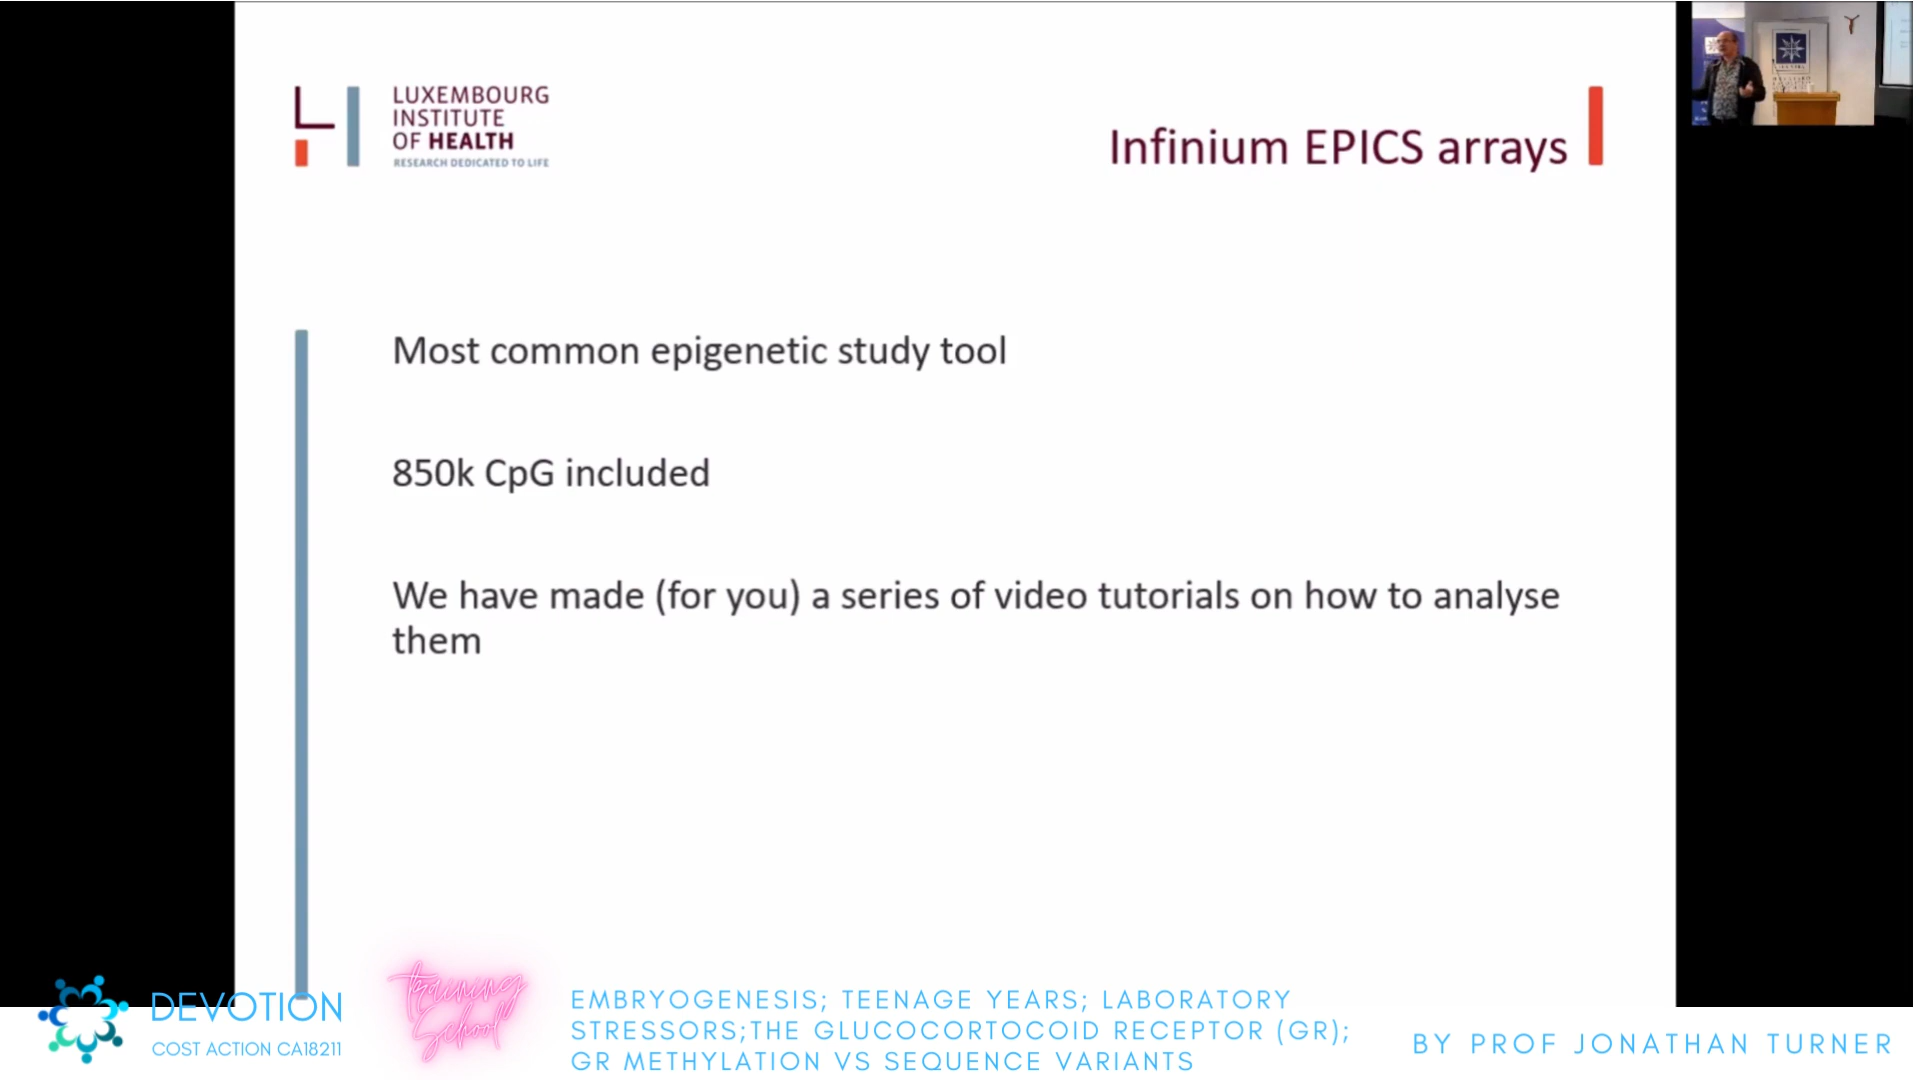 LUXEMBOURG
INSTITUTE
OF HEALTH
RESEARCH DEDICATED TO LIFE
Infinium EPICS arrays
Most common epigenetic study tool
850k CpG included
We have made (for you) a series of video tutorials on how to analyse
them
DEVOTION
COST ACTION CA18211
Training
School
EMBRYOGENESIS; TEENAGE YEARS; LABORATORY
STRESSORS;THE GLUCOCORTOCOID RECEPTOR (GR);
GR METHYLATION VS SEQUENCE VARIANTS
BY PROF JONATHAN TURNER